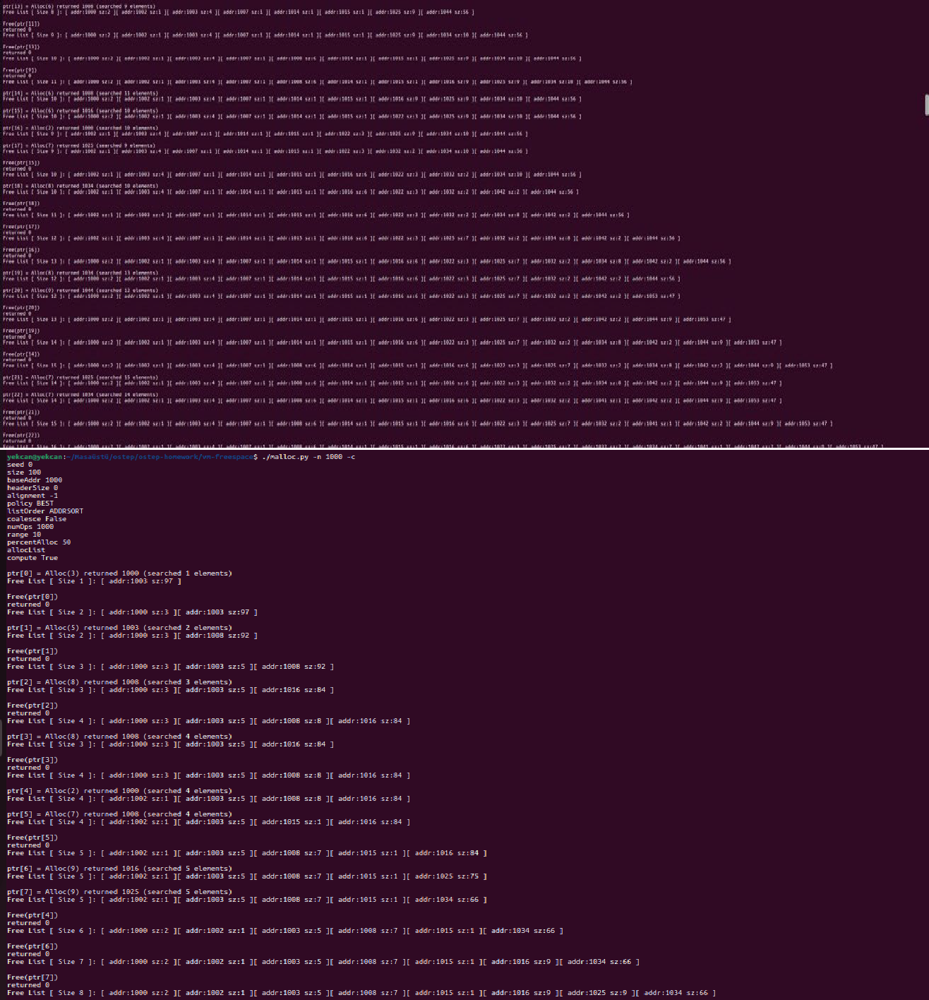 ptr[13] = Alloc(6) returned 1008 (searched 9 elements)
Free List [ Size 8 ]: [ addr:1000 sz:2 ][ addr:1002 sz:1 ][ addr:1003 sz:4 ][ addr:1007 sz:1 ][ addr:1014 sz:1 ][ addr:1015 sz:1 ][ addr:1025 sz:9 ][ addr:1044 sz:56 ]
Free(ptr[11])
returned 0
Free List [ Size 9 ]: [ addr:1000 sz:2 ][ addr:1002 sz:1 ][ addr:1003 sz:4 ][ addr:1007 sz:1 ][ addr:1014 sz:1 ][ addr:1015 sz:1 ][ addr:1025 sz:9 ][ addr:1034 sz:10 ][ addr:1044 sz:56 ]
Free(ptr[13])
returned 0
Free List [ Size 10 ]: [ addr:1000 sz:2 ][ addr:1002 sz:1 ][ addr:1003 sz:4 ][ addr:1007 sz:1 ][ addr:1008 sz:6 ][ addr:1014 sz:1 ][ addr:1015 sz:1 ][ addr:1025 sz:9 ][ addr:1034 sz:10 ][ addr:1044 sz:56 ]
Free(ptr[9])
returned 0
Free List [ Size 11 ]: [ addr:1000 sz:2 ][ addr:1002 sz:1 ][ addr:1003 sz:4 ][ addr:1007 sz:1 ][ addr:1008 sz:6 ][ addr:1014 sz:1 ][ addr:1015 sz:1 ][ addr:1016 sz:9 ][ addr:1025 sz:9 ][ addr:1034 sz:10 ][ addr:1044 sz:56 ]
ptr[14] = Alloc(6) returned 1008 (searched 11 elements)
Free List [ Size 10 ]: [ addr:1000 sz:2 ][ addr:1002 sz:1 ][ addr:1003 sz:4 ][ addr:1007 sz:1 ][ addr:1014 sz:1 ][ addr:1015 sz:1 ][ addr:1016 sz:9 ][ addr:1025 sz:9 ][ addr:1034 sz:10 ][ addr:1044 sz:56 ]
ptr[15] = Alloc(6) returned 1016 (searched 10 elements)
Free List [ Size 10 ]: [ addr:1000 sz:2 ][ addr:1002 sz:1 ][ addr:1003 sz:4 ][ addr:1007 sz:1 ][ addr:1014 sz:1 ][ addr:1015 sz:1 ][ addr:1022 sz:3 ][ addr:1025 sz:9 ][ addr:1034 sz:10 ][ addr:1044 sz:56 ]
ptr[16] = Alloc(2) returned 1000 (searched 10 elements)
Free List [ Size 9 ]: [ addr:1002 sz:1 ][ addr:1003 sz:4 ][ addr:1007 sz:1 ][ addr:1014 sz:1 ][ addr:1015 sz:1 ][ addr:1022 sz:3 ][ addr:1025 sz:9 ][ addr:1034 sz:10 ][ addr:1044 sz:56 ]
ptr[17] = Alloc(7) returned 1025 (searched 9 elements)
Free List [ Size 9 ]: [ addr:1002 sz:1 ][ addr:1003 sz:4 ][ addr:1007 sz:1 ][ addr:1014 sz:1 ][ addr:1015 sz:1 ][ addr:1022 sz:3 ][ addr:1032 sz:2 ][ addr:1034 sz:10 ][ addr:1044 sz:56 ]
Free(ptr[15])
returned 0
Free List [ Size 10 ]: [ addr:1002 sz:1 ][ addr:1003 sz:4 ][ addr:1007 sz:1 ][ addr:1014 sz:1 ][ addr:1015 sz:1 ][ addr:1016 sz:6 ][ addr:1022 sz:3 ][ addr:1032 sz:2 ][ addr:1034 sz:10 ][ addr:1044 sz:56 ]
ptr[18] = Alloc(8) returned 1034 (searched 10 elements)
Free List [ Size 10 ]: [ addr:1002 sz:1 ][ addr:1003 sz:4 ][ addr:1007 sz:1 ][ addr:1014 sz:1 ][ addr:1015 sz:1 ][ addr:1016 sz:6 ][ addr:1022 sz:3 ][ addr:1032 sz:2 ][ addr:1042 sz:2 ][ addr:1044 sz:56 ]
Free(ptr[18])
returned 0
Free List [ Size 11 ]: [ addr:1002 sz:1 ][ addr:1003 sz:4 ][ addr:1007 sz:1 ][ addr:1014 sz:1 ][ addr:1015 sz:1 ][ addr:1016 sz:6 ][ addr:1022 sz:3 ][ addr:1032 sz:2 ][ addr:1034 sz:8 ][ addr:1042 sz:2 ][ addr:1044 sz:56 ]
Free(ptr[17])
returned 0
Free List [ Size 12 ]: [ addr:1002 sz:1 ][ addr:1003 sz:4 ][ addr:1007 sz:1 ][ addr:1014 sz:1 ][ addr:1015 sz:1 ][ addr:1016 sz:6 ][ addr:1022 sz:3 ][ addr:1025 sz:7 ][ addr:1032 sz:2 ][ addr:1034 sz:8 ][ addr:1042 sz:2 ][ addr:1044 sz:56 ]
Free(ptr[16])
returned 0
Free List [ Size 13 ]: [ addr:1000 sz:2 ][ addr:1002 sz:1 ][ addr:1003 sz:4 ][ addr:1007 sz:1 ][ addr:1014 sz:1 ][ addr:1015 sz:1 ][ addr:1016 sz:6 ][ addr:1022 sz:3 ][ addr:1025 sz:7 ][ addr:1032 sz:2 ][ addr:1034 sz:8 ][ addr:1042 sz:2 ][ addr:1044 sz:56 ]
ptr[19] = Alloc(8) returned 1034 (searched 13 elements)
Free List [ Size 12 ]: [ addr:1000 sz:2 ][ addr:1002 sz:1 ][ addr:1003 sz:4 ][ addr:1007 sz:1 ][ addr:1014 sz:1 ][ addr:1015 sz:1 ][ addr:1016 sz:6 ][ addr:1022 sz:3 ][ addr:1025 sz:7 ][ addr:1032 sz:2 ][ addr:1042 sz:2 ][ addr:1044 sz:56 ]
ptr[20] = Alloc(9) returned 1044 (searched 12 elements)
Free List [ Size 12 ]: [ addr:1000 sz:2 ][ addr:1002 sz:1 ][ addr:1003 sz:4 ][ addr:1007 sz:1 ][ addr:1014 sz:1 ][ addr:1015 sz:1 ][ addr:1016 sz:6 ][ addr:1022 sz:3 ][ addr:1025 sz:7 ][ addr:1032 sz:2 ][ addr:1042 sz:2 ][ addr:1053 sz:47 ]
Free(ptr[20])
returned 0
Free List [ Size 13 ]: [ addr:1000 sz:2 ][ addr:1002 sz:1 ][ addr:1003 sz:4 ][ addr:1007 sz:1 ][ addr:1014 sz:1 ][ addr:1015 sz:1 ][ addr:1016 sz:6 ][ addr:1022 sz:3 ][ addr:1025 sz:7 ][ addr:1032 sz:2 ][ addr:1042 sz:2 ][ addr:1044 sz:9 ][ addr:1053 sz:47 ]
Free(ptr[19])
returned 0
Free List [ Size 14 ]: [ addr:1000 sz:2 ][ addr:1002 sz:1 ][ addr:1003 sz:4 ][ addr:1007 sz:1 ][ addr:1014 sz:1 ][ addr:1015 sz:1 ][ addr:1016 sz:6 ][ addr:1022 sz:3 ][ addr:1025 sz:7 ][ addr:1032 sz:2 ][ addr:1034 sz:8 ][ addr:1042 sz:2 ][ addr:1044 sz:9 ][ addr:1053 sz:47 ]
Free(ptr[14])
returned 0
Free List [ Size 15 ]: [ addr:1000 sz:2 ][ addr:1002 sz:1 ][ addr:1003 sz:4 ][ addr:1007 sz:1 ][ addr:1008 sz:6 ][ addr:1014 sz:1 ][ addr:1015 sz:1 ][ addr:1016 sz:6 ][ addr:1022 sz:3 ][ addr:1025 sz:7 ][ addr:1032 sz:2 ][ addr:1034 sz:8 ][ addr:1042 sz:2 ][ addr:1044 sz:9 ][ addr:1053 sz:47 ]
ptr[21] = Alloc(7) returned 1025 (searched 15 elements)
Free List [ Size 14 ]: [ addr:1000 sz:2 ][ addr:1002 sz:1 ][ addr:1003 sz:4 ][ addr:1007 sz:1 ][ addr:1008 sz:6 ][ addr:1014 sz:1 ][ addr:1015 sz:1 ][ addr:1016 sz:6 ][ addr:1022 sz:3 ][ addr:1032 sz:2 ][ addr:1034 sz:8 ][ addr:1042 sz:2 ][ addr:1044 sz:9 ][ addr:1053 sz:47 ]
ptr[22] = Alloc(7) returned 1034 (searched 14 elements)
Free List [ Size 14 ]: [ addr:1000 sz:2 ][ addr:1002 sz:1 ][ addr:1003 sz:4 ][ addr:1007 sz:1 ][ addr:1008 sz:6 ][ addr:1014 sz:1 ][ addr:1015 sz:1 ][ addr:1016 sz:6 ][ addr:1022 sz:3 ][ addr:1032 sz:2 ][ addr:1041 sz:1 ][ addr:1042 sz:2 ][ addr:1044 sz:9 ][ addr:1053 sz:47 ]
Free(ptr[21])
returned 0
Free List [ Size 15 ]: [ addr:1000 sz:2 ][ addr:1002 sz:1 ][ addr:1003 sz:4 ][ addr:1007 sz:1 ][ addr:1008 sz:6 ][ addr:1014 sz:1 ][ addr:1015 sz:1 ][ addr:1016 sz:6 ][ addr:1022 sz:3 ][ addr:1025 sz:7 ][ addr:1032 sz:2 ][ addr:1041 sz:1 ][ addr:1042 sz:2 ][ addr:1044 sz:9 ][ addr:1053 sz:47 ]
Free(ptr[22])
returned 0
yekcan@yekcan:~/Masaüstü/ostep/ostep-homework/vm-freespace$ ./malloc.py -n 1000 -c
seed 0
size 100
baseAddr 1000
headerSize 0
alignment -1
policy BEST
listOrder ADDRSORT
coalesce False
numOps 1000
range 10
percentAlloc 50
allocList
compute True
ptr[0] = Alloc(3) returned 1000 (searched 1 elements)
Free List [ Size 1 ]: [ addr:1003 sz:97 ]
Free(ptr[0])
returned 0
Free List [ Size 2 ]: [ addr:1000 sz:3 ][ addr:1003 sz:97 ]
ptr[1] = Alloc(5) returned 1003 (searched 2 elements)
Free List [ Size 2 ]: [ addr:1000 sz:3 ][ addr:1008 sz:92 ]
Free(ptr[1])
returned 0
Free List [ Size 3 ]: [ addr:1000 sz:3 ][ addr:1003 sz:5 ][ addr:1008 sz:92 ]
ptr[2] = Alloc(8) returned 1008 (searched 3 elements)
Free List [ Size 3 ]: [ addr:1000 sz:3 ][ addr:1003 sz:5 ][ addr:1016 sz:84 ]
Free(ptr[2])
returned 0
Free List [ Size 4 ]: [ addr:1000 sz:3 ][ addr:1003 sz:5 ][ addr:1008 sz:8 ][ addr:1016 sz:84 ]
ptr[3] = Alloc(8) returned 1008 (searched 4 elements)
Free List [ Size 3 ]: [ addr:1000 sz:3 ][ addr:1003 sz:5 ][ addr:1016 sz:84 ]
Free(ptr[3])
returned 0
Free List [ Size 4 ]: [ addr:1000 sz:3 ][ addr:1003 sz:5 ][ addr:1008 sz:8 ][ addr:1016 sz:84 ]
ptr[4] = Alloc(2) returned 1000 (searched 4 elements)
Free List [ Size 4 ]: [ addr:1002 sz:1 ][ addr:1003 sz:5 ][ addr:1008 sz:8 ][ addr:1016 sz:84 ]
ptr[5] = Alloc(7) returned 1008 (searched 4 elements)
Free List [ Size 4 ]: [ addr:1002 sz:1 ][ addr:1003 sz:5 ][ addr:1015 sz:1 ][ addr:1016 sz:84 ]
Free(ptr[5])
returned 0
Free List [ Size 5 ]: [ addr:1002 sz:1 ][ addr:1003 sz:5 ][ addr:1008 sz:7 ][ addr:1015 sz:1 ][ addr:1016 sz:84 ]
ptr[6] = Alloc(9) returned 1016 (searched 5 elements)
Free List [ Size 5 ]: [ addr:1002 sz:1 ][ addr:1003 sz:5 ][ addr:1008 sz:7 ][ addr:1015 sz:1 ][ addr:1025 sz:75 ]
ptr[7] = Alloc(9) returned 1025 (searched 5 elements)
Free List [ Size 5 ]: [ addr:1002 sz:1 ][ addr:1003 sz:5 ][ addr:1008 sz:7 ][ addr:1015 sz:1 ][ addr:1034 sz:66 ]
Free(ptr[4])
returned 0
Free List [ Size 6 ]: [ addr:1000 sz:2 ][ addr:1002 sz:1 ][ addr:1003 sz:5 ][ addr:1008 sz:7 ][ addr:1015 sz:1 ][ addr:1034 sz:66 ]
Free(ptr[6])
returned 0
Free List [ Size 7 ]: [ addr:1000 sz:2 ][ addr:1002 sz:1 ][ addr:1003 sz:5 ][ addr:1008 sz:7 ][ addr:1015 sz:1 ][ addr:1016 sz:9 ][ addr:1034 sz:66 ]
Free(ptr[7])
returned 0
Free List [ Size 8 ]: [ addr:1000 sz:2 ][ addr:1002 sz:1 ][ addr:1003 sz:5 ][ addr:1008 sz:7 ][ addr:1015 sz:1 ][ addr:1016 sz:9 ][ addr:1025 sz:9 ][ addr:1034 sz:66 ]